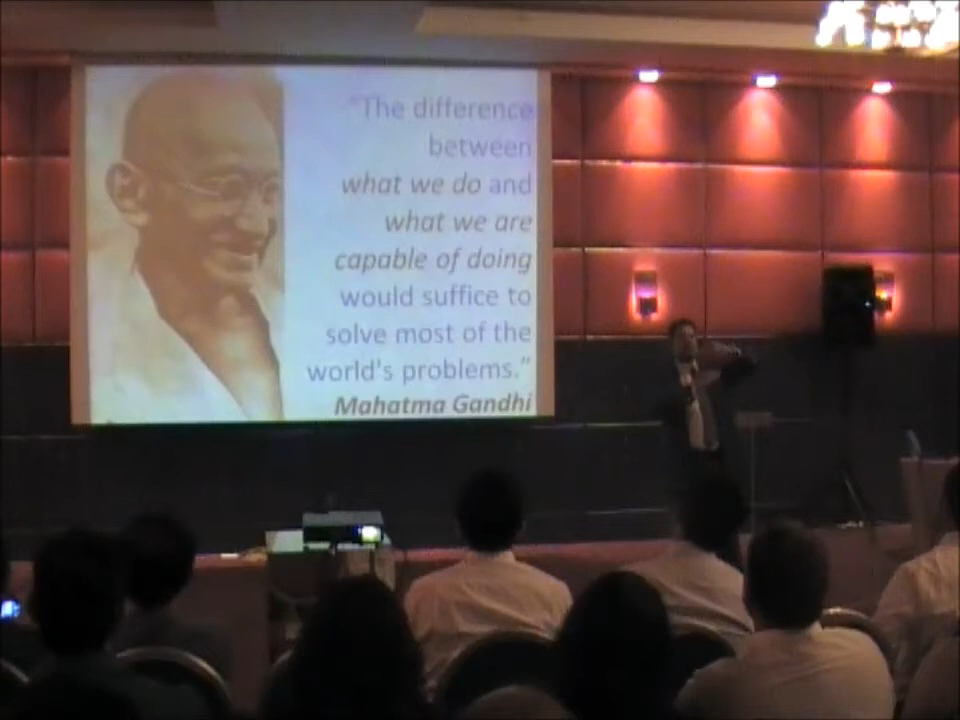 "The difference
between
what we do and
what we are
capable of doing
would suffice to
solve most of the
world's problems."
Mahatma Gandhi